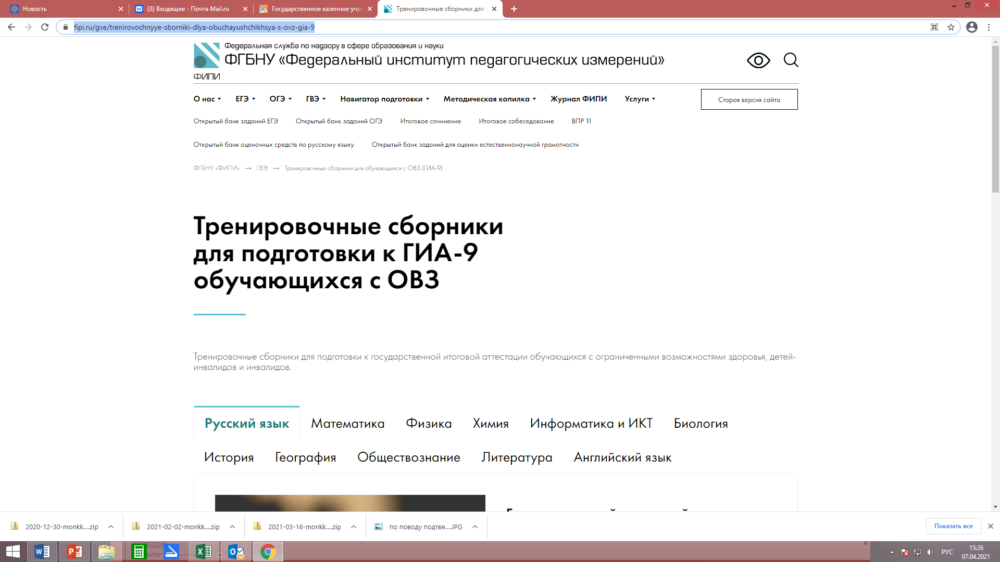 Новость
(3) Входящие - Почта Mail.ru
Государственное казенное учре
Тренировочные сборники для
fipi.ru/gve/trenirovochnyye-sborniki-dlya-obuchayushchikhsya-s-ovz-gia-9
Федеральная служба по надзору в сфере образования и науки
ФГБНУ «Федеральный институт педагогических измерений»
ФИПИ
О нас ЕГЭ ОГЭ ГВЭ Навигатор подготовки Методическая копилка Журнал ФИПИ Услуги
Старая версия сайта
Открытый банк заданий ЕГЭ Открытый банк заданий ОГЭ Итоговое сочинение Итоговое собеседование ВПР 11
Открытый банк оценочных средств по русскому языку Открытый банк заданий для оценки естественнонаучной грамотности
ФГБНУ «ФИПИ» → ГВЭ → Тренировочные сборники для обучающихся с ОВЗ (ГИА-9)
Тренировочные сборники
для подготовки к ГИА-9
обучающихся с ОВЗ
Тренировочные сборники для подготовки к государственной итоговой аттестации обучающихся с ограниченными возможностями здоровья, детей-
инвалидов и инвалидов.
Русский язык Математика Физика Химия Информатика и ИКТ Биология
История География Обществознание Литература Английский язык
2020-12-30-monkk....zip
2021-02-02-monkk....zip
2021-03-16-monkk....zip
по поводу подтве....JPG
Показать все
РУС
15:26
07.04.2021